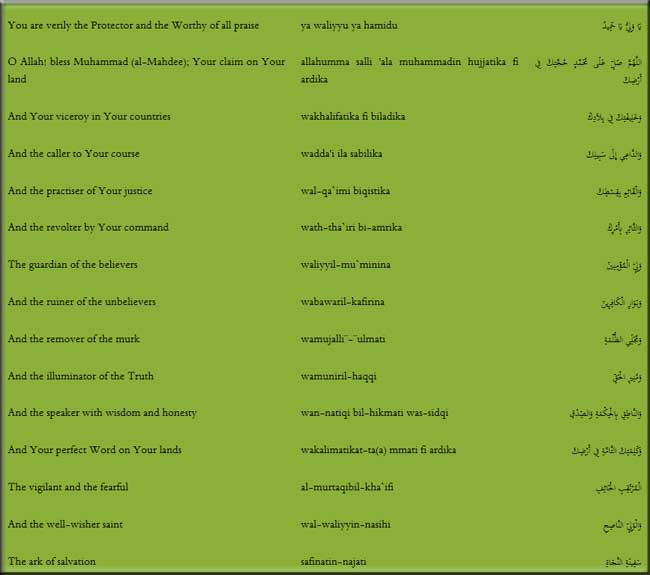 You are verily the Protector and the Worthy of all praise ya waliyyu ya hamidu يَا وَلِيُّ يَا حَمِيدُ
O Allah! bless Muhammad (al-Mahdee); Your claim on Your allahumma salli 'ala muhammadin hujjatika fi اَللَّهُمَّ صَلِّ عَلَى مُحَمَّدٍ حُجَّتِكَ فِي
land ardika أَرْضِكَ
And Your viceroy in Your countries wakhalifatika fi biladika وَخَلِيفَتِكَ فِي بِلاَدِكَ
And the caller to Your course wadda'i ila sabilika وَالدَّاعِي إِلَى سَبِيلِكَ
And the practiser of Your justice wal-qa`imi biqistika وَالْقَائِمِ بِقِسْطِكَ
And the revolter by Your command wath-tha`iri bi-amrika وَالثَّائِرِ بِأَمْرِكَ
The guardian of the believers waliyyil-mu`minina وَلِيِّ الْمُؤْمِنِينَ
And the ruiner of the unbelievers wabawaril-kafirina وَبَوَارِ الْكَافِرِينَ
And the remover of the murk wamujalli¨-¨ulmati وَمُجَلِّي الظُّلْمَةِ
And the illuminator of the Truth wamuniril-haqqi وَمُنِيرِ الْحَقِّ
And the speaker with wisdom and honesty wan-natiqi bil-hikmati was-sidqi وَالنَّاطِقِ بِالْحِكْمَةِ وَالصِّدْقِ
And Your perfect Word on Your lands wakalimatikat-ta(a) mmati fi ardika وَكَلِمَتِكَ التَّامَّةِ فِي أَرْضِكَ
The vigilant and the fearful al-murtaqibil-kha`ifi الْمُرْتَقِبِ الْخَائِفِ
And the well-wisher saint wal-waliyyin-nasihi وَالْوَلِيِّ النَّاصِحِ
The ark of salvation safinatin-najati سَفِينَةِ النَّجَاةِ